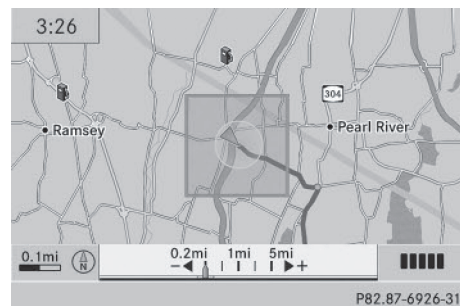 3:26
304
Ramsey
Pearl River
0.1mi
N
0.2mi 1mi 5mi
− +
P82.87-6926-31